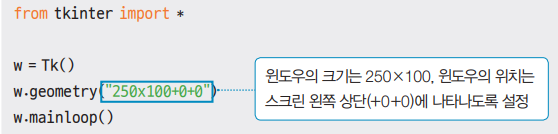 from tkinter import *
w = Tk()
w.geometry("250x100+0+0")
w.mainloop()
윈도우의 크기는 250×100, 윈도우의 위치는
스크린 왼쪽 상단(+0+0)에 나타나도록 설정